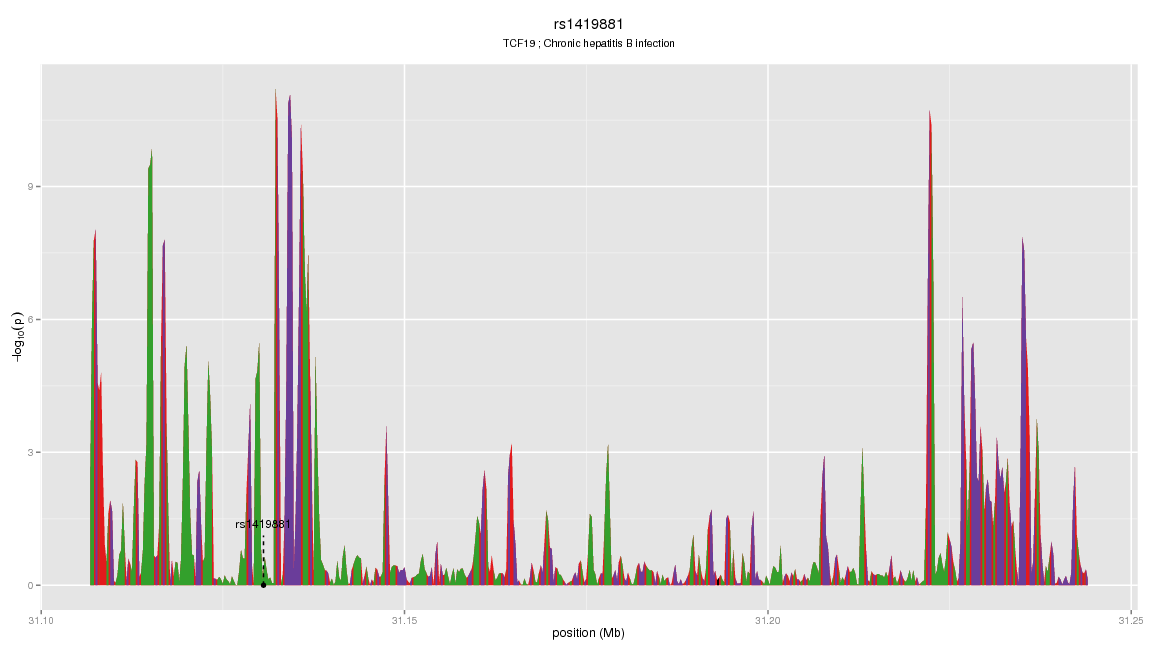 rs1419881
TCF19 ; Chronic hepatitis B infection
9
6
3
0
−log10(p)
rs1419881
31.10
31.15
31.20
31.25
position (Mb)